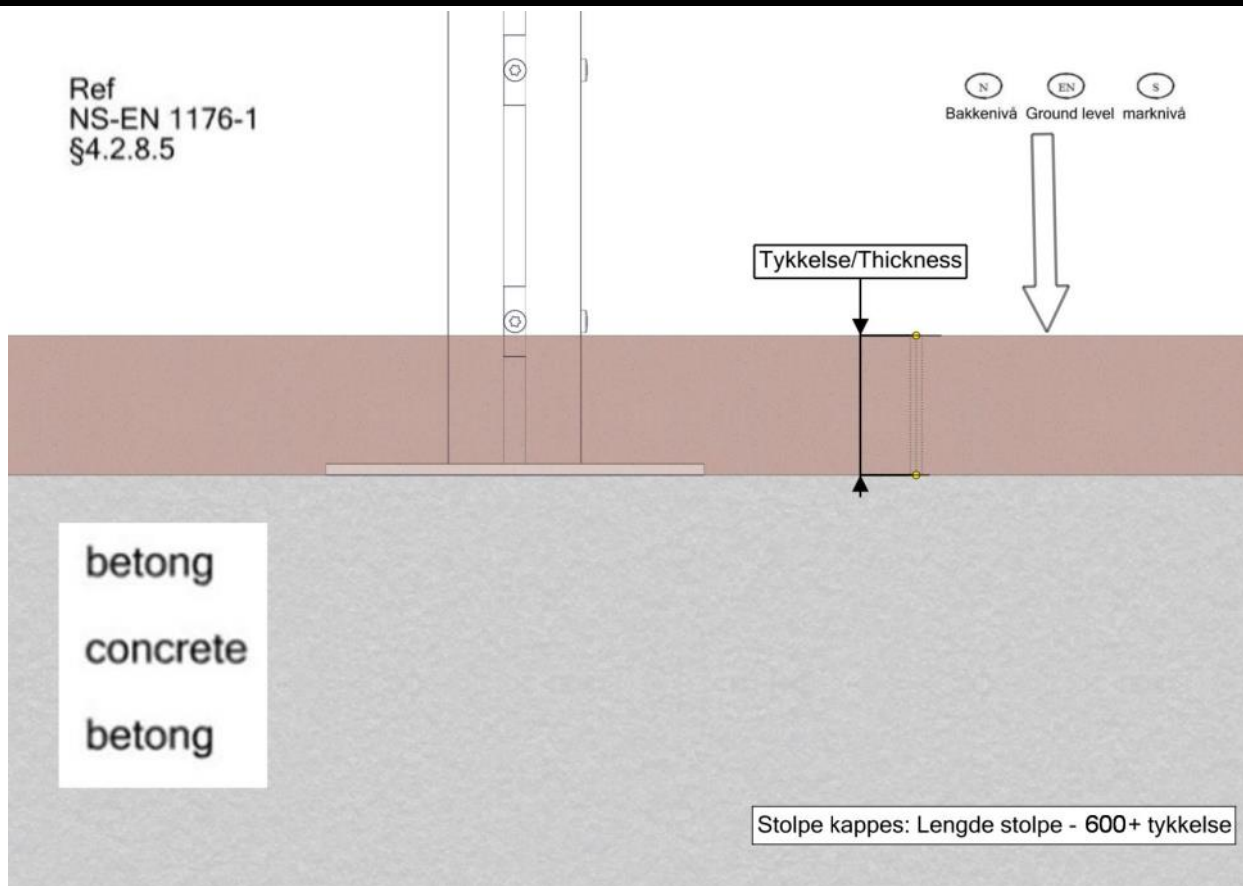 Ref
NS-EN 1176-1
§4.2.8.5
N EN S
Bakkenivå Ground level marknivå
Tykkelse/Thickness
betong
concrete
betong
Stolpe kappes: Lengde stolpe - 600+ tykkelse